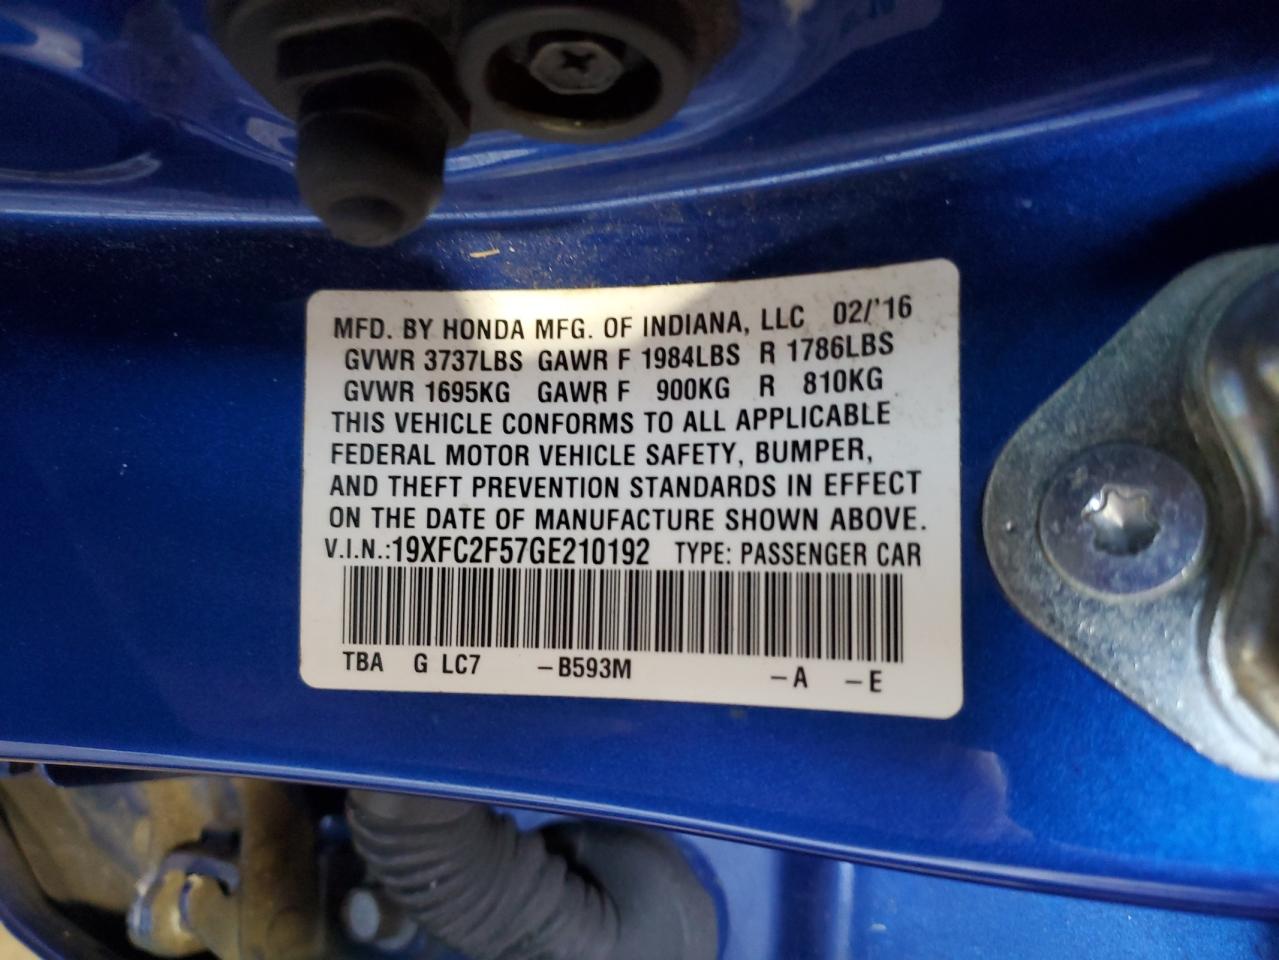 MFD. BY HONDA MFG. OF INDIANA, LLC 02/'16
GVWR 3737LBS GAWR F 1984LBS R 1786LBS
GVWR 1695KG GAWR F 900KG R 810KG
THIS VEHICLE CONFORMS TO ALL APPLICABLE
FEDERAL MOTOR VEHICLE SAFETY, BUMPER,
AND THEFT PREVENTION STANDARDS IN EFFECT
ON THE DATE OF MANUFACTURE SHOWN ABOVE.
V.I.N.:19XFC2F57GE210192 TYPE: PASSENGER CAR
TBA G LC7 –B593M –A –E